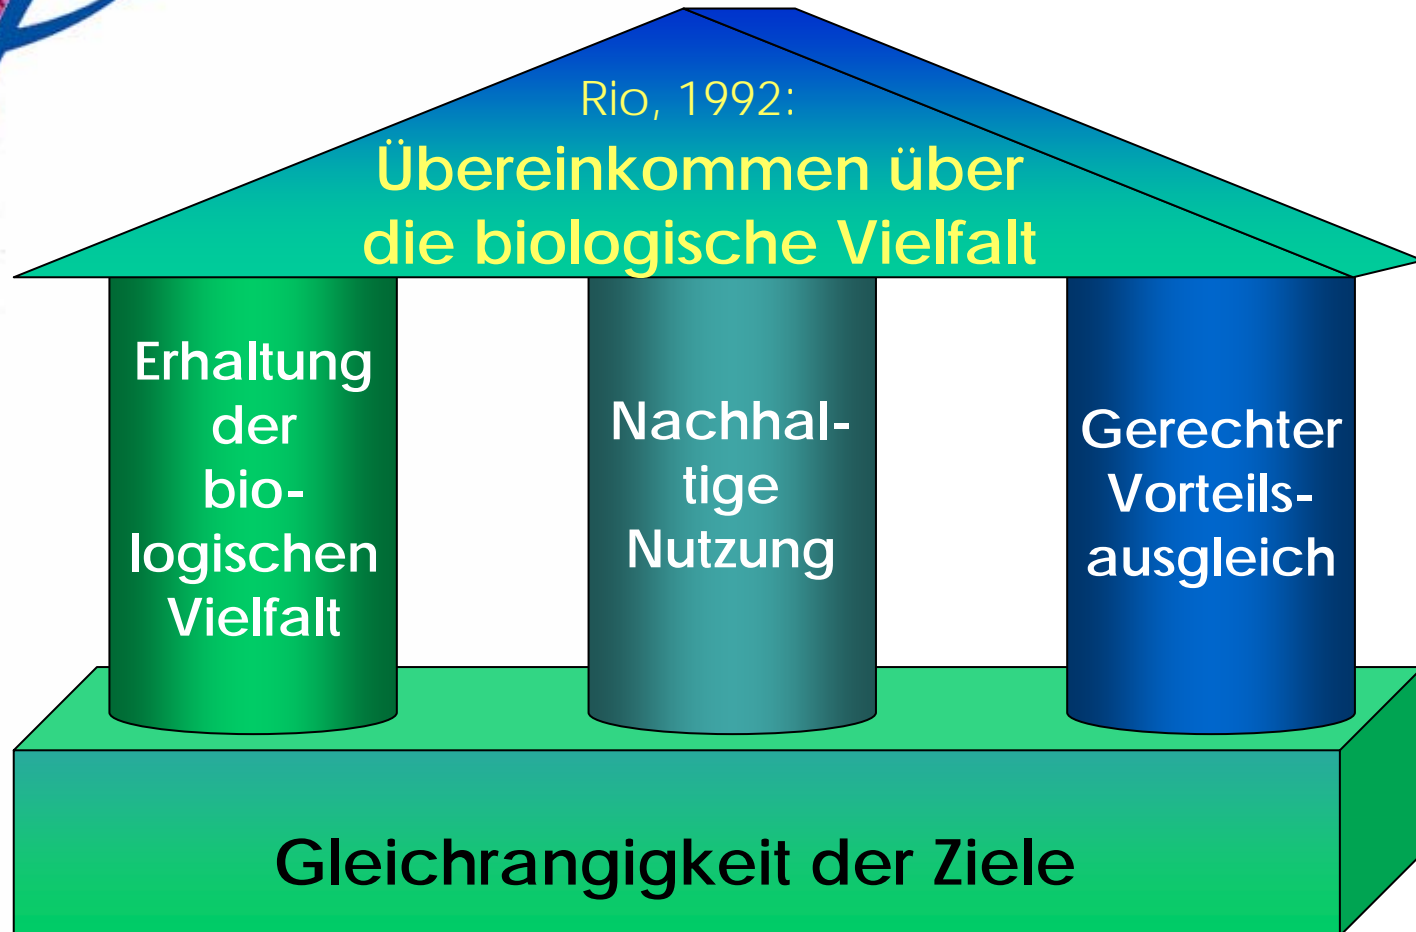 Rio, 1992:
Übereinkommen über
die biologische Vielfalt
Erhaltung
der
bio-
logischen
Vielfalt
Nachhal-
tige
Nutzung
Gerechter
Vorteils-
ausgleich
Gleichrangigkeit der Ziele